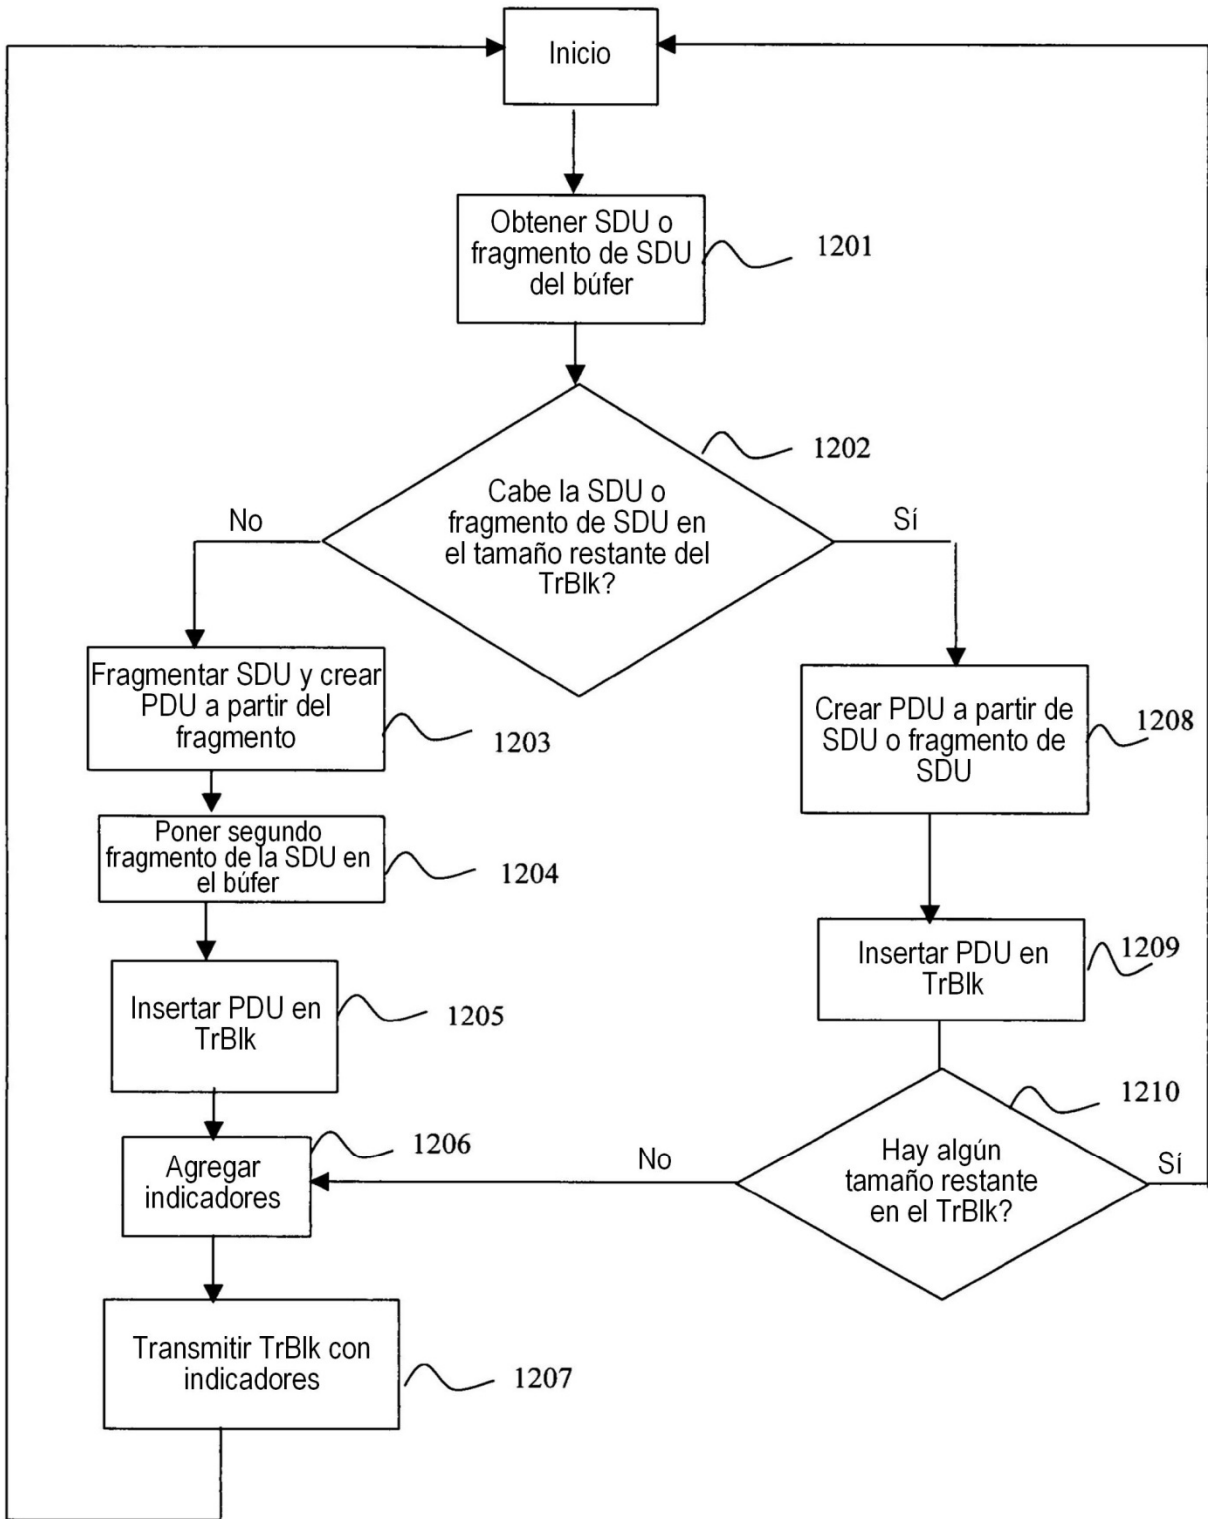 Inicio
Obtener SDU o
fragmento de SDU
del búfer
1201
1202
Cabe la SDU o
fragmento de SDU en
el tamaño restante del
TrBlk?
No
Sí
Fragmentar SDU y crear
PDU a partir del
fragmento
1203
Crear PDU a partir de
SDU o fragmento de
SDU
1208
Poner segundo
fragmento de la SDU en
el búfer
1204
Insertar PDU en
TrBlk
1209
Insertar PDU en
TrBlk
1205
1210
Agregar
indicadores
1206
No
Hay algún
tamaño restante
en el TrBlk?
Sí
Transmitir TrBlk con
indicadores
1207